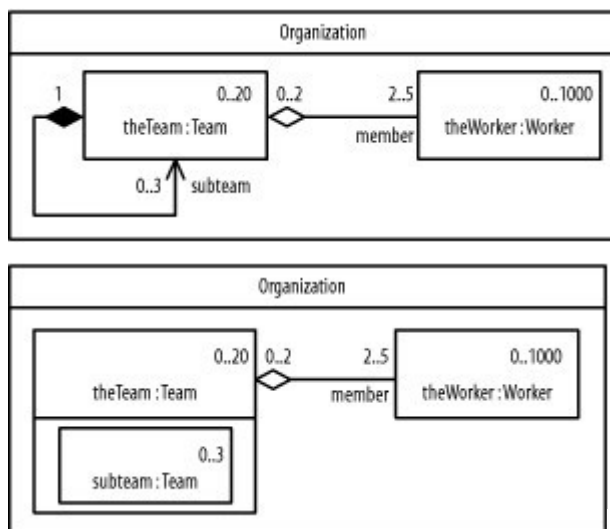 Organization
1
0..20
0..2
2..5
0..1000
theTeam : Team
member
theWorker : Worker
0..3
subteam
Organization
0..20
0..2
2..5
0..1000
theTeam : Team
member
theWorker : Worker
0..3
subteam : Team